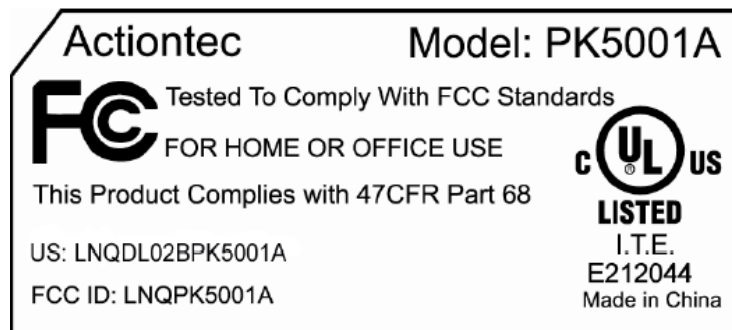 Actiontec Model: PK5001A
FC Tested To Comply With FCC Standards
FOR HOME OR OFFICE USE
This Product Complies with 47CFR Part 68
C UL ® US
LISTED
US: LNQDL02BPK5001A
I.T.E.
E212044
FCC ID: LNQPK5001A
Made in China